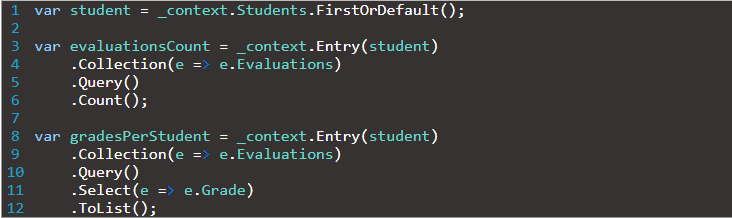 1 var student = _context.Students.FirstOrDefault();
2
3 var evaluationsCount = _context.Entry(student)
4     .Collection(e => e.Evaluations)
5     .Query()
6     .Count();
7
8 var gradesPerStudent = _context.Entry(student)
9     .Collection(e => e.Evaluations)
10     .Query()
11     .Select(e => e.Grade)
12     .ToList();